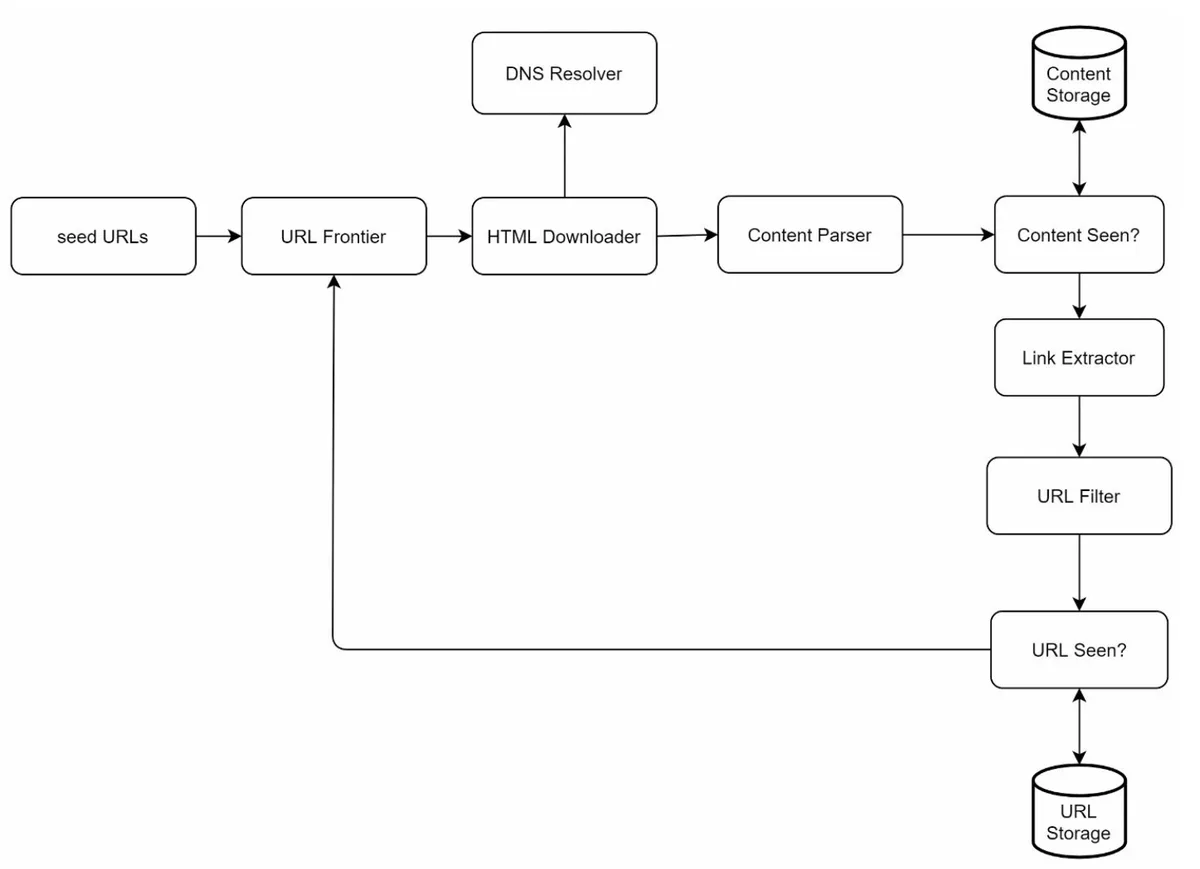 DNS Resolver
Content
Storage
seed URLs
URL Frontier
HTML Downloader
Content Parser
Content Seen?
Link Extractor
URL Filter
URL Seen?
URL
Storage